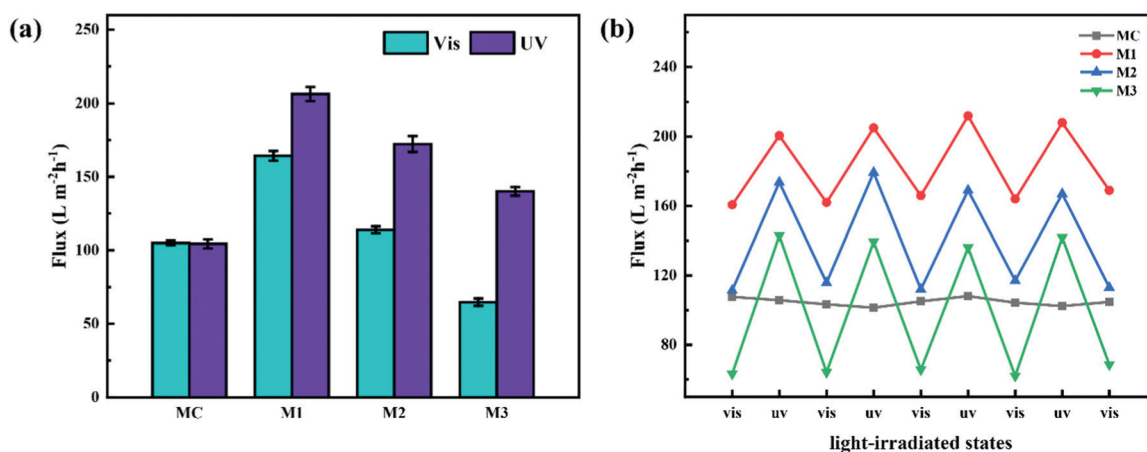 (a)
Flux (L m⁻²h⁻¹)
250
200
150
100
50
0
Vis
UV
MC
M1
M2
M3
(b)
Flux (L m⁻²h⁻¹)
240
200
160
120
80
MC
M1
M2
M3
vis uv vis uv vis uv vis uv vis
light-irradiated states